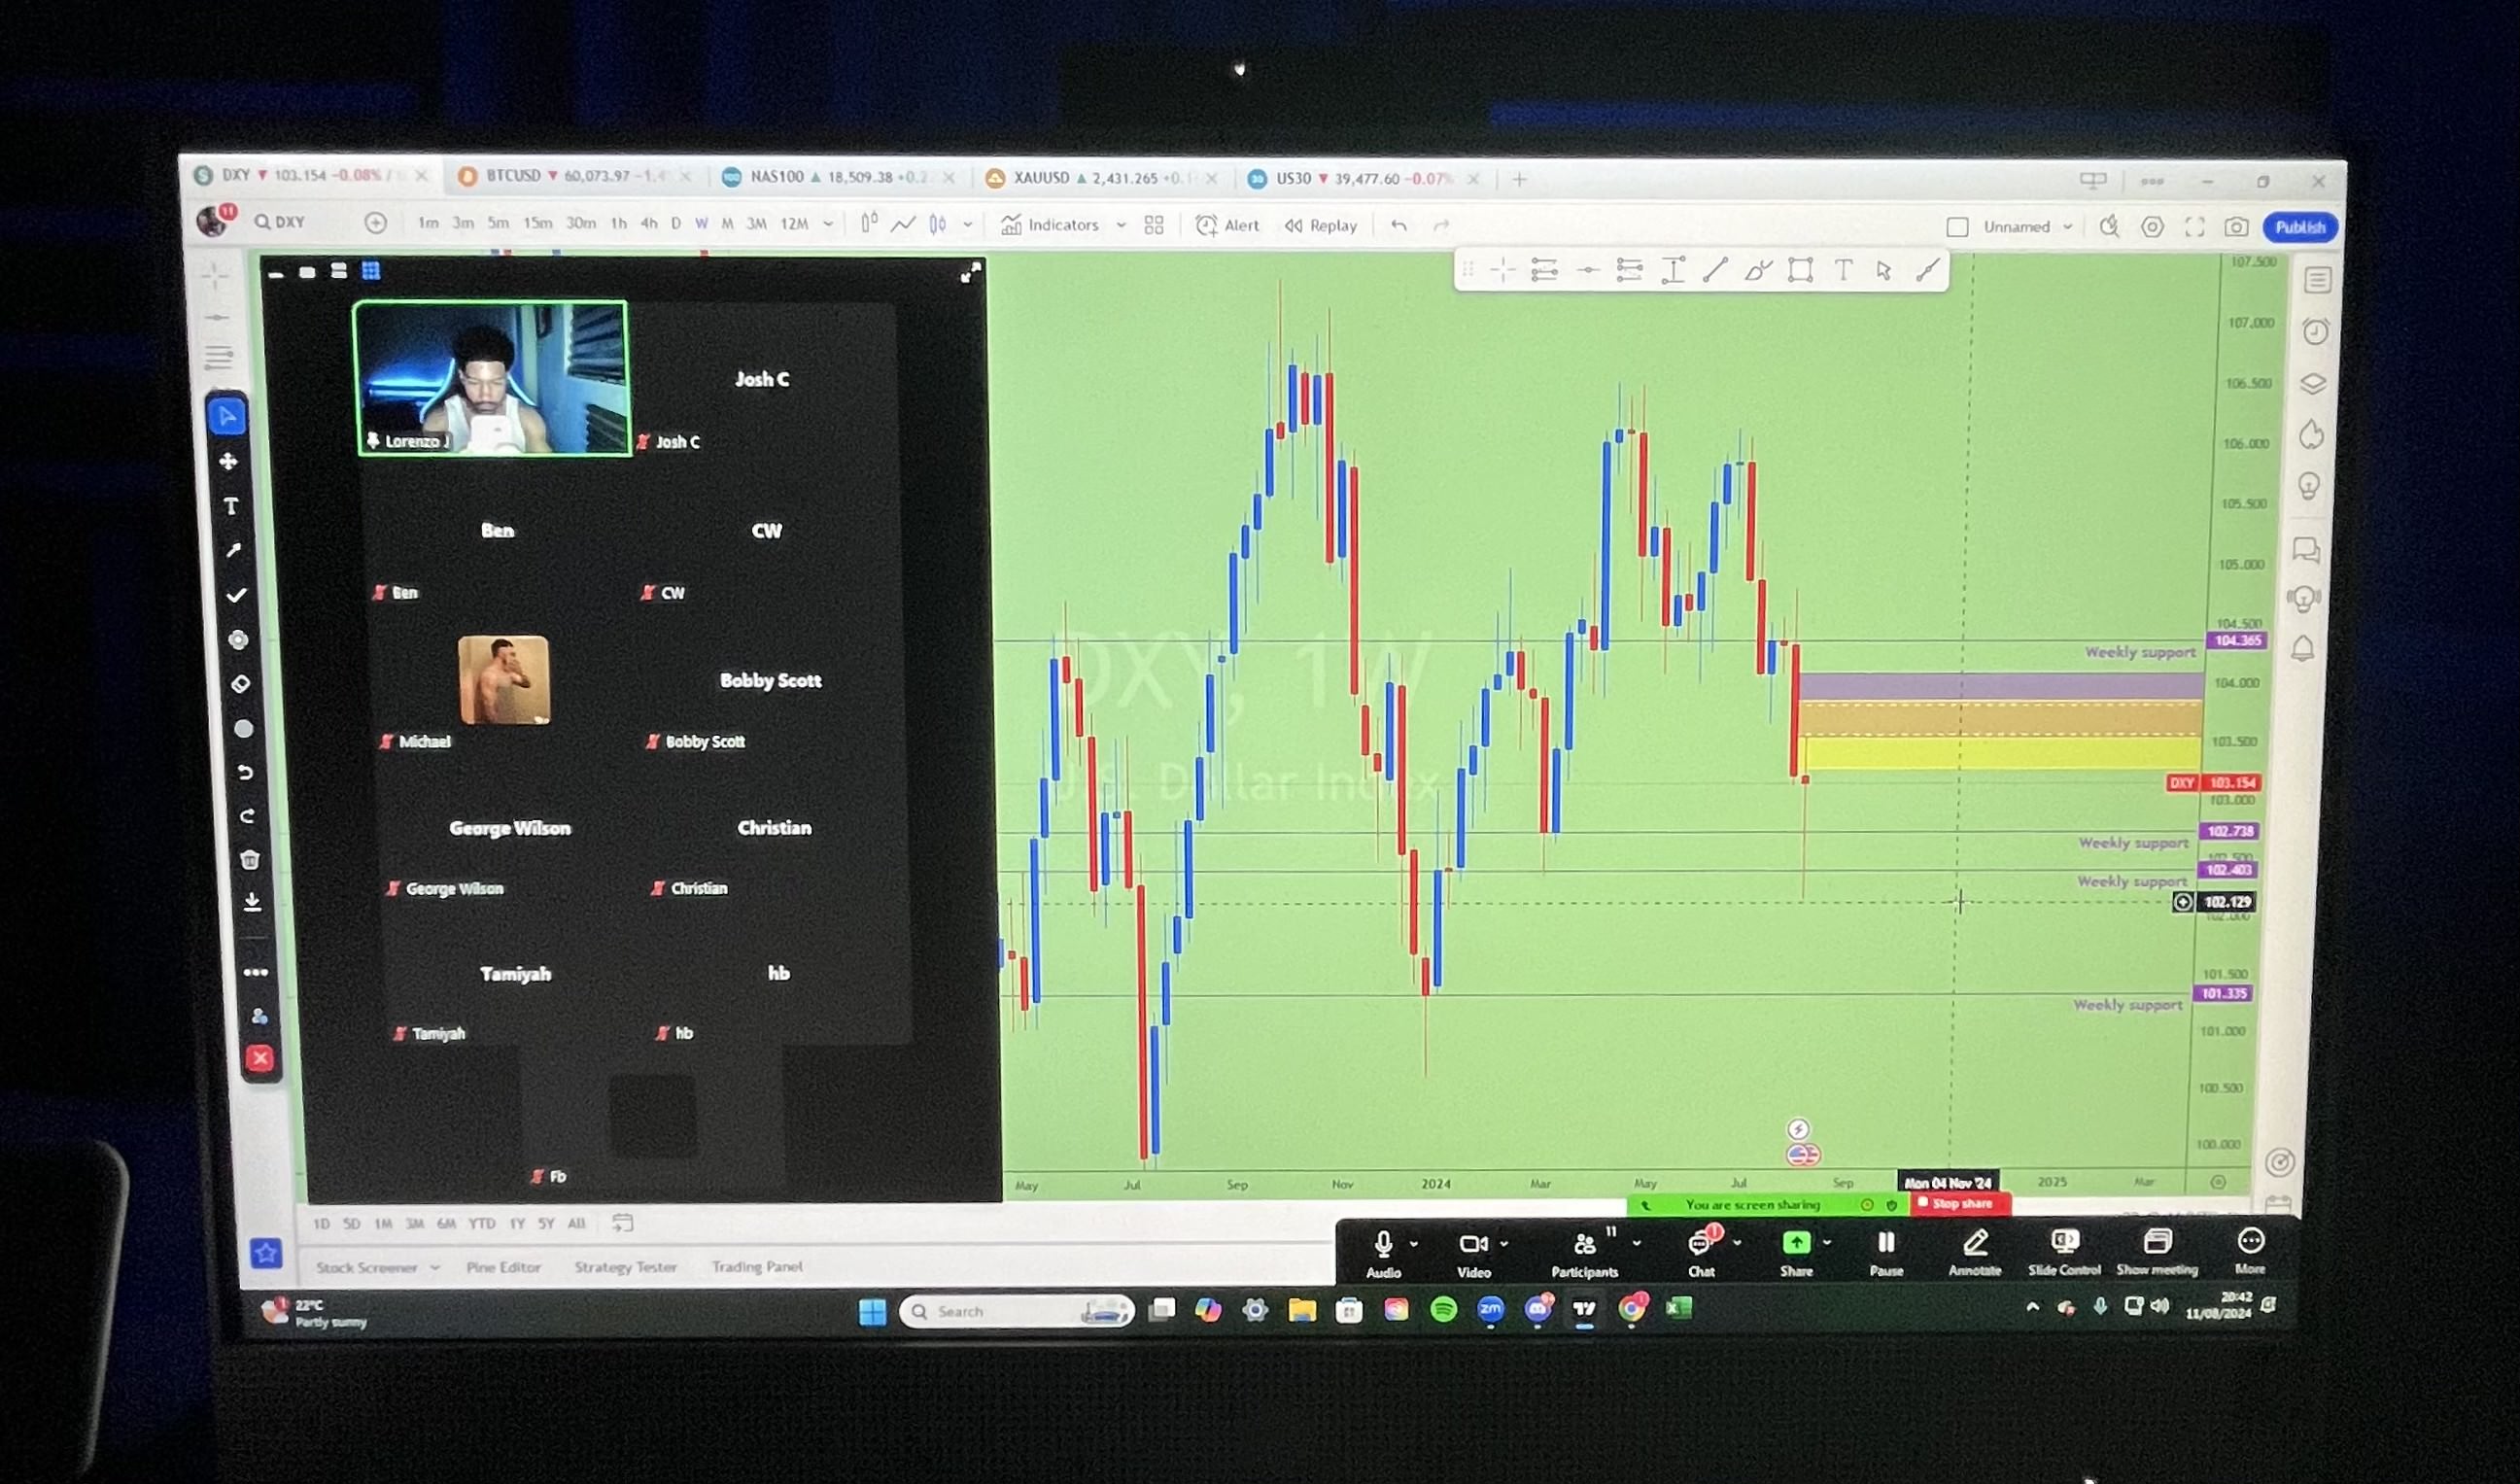 DXY 103.154 -0.08% /
BTCUSD 60,073.97
NAS100 18,509.38 +0.2
XAUUSD 2,431.265 +0.1
US30 39,477.60 -0.07%
11
DXY
1m 3m 5m 15m 30m 1h 4h D W M 3M 12M
Indicators
Alert
Replay
Unnamed
Publish
Lorenzo J
Josh C
Josh C
Ben
CW
Ben
CW
Bobby Scott
Michael
Bobby Scott
George Wilson
Christian
George Wilson
Christian
Tamiyah
hb
Tamiyah
hb
Fb
DXY, 1W
U.S. Dollar Index
107.500
107.000
106.500
106.000
105.500
105.000
104.500
104.365
Weekly support
104.000
103.500
DXY 103.154
103.000
102.738
Weekly support
102.500
102.403
Weekly support
102.129
102.000
101.500
101.335
Weekly support
101.000
100.500
100.000
May Jul Sep Nov 2024 Mar May Jul Sep Mon 04 Nov '24 2025 Mar
You are screen sharing
Stop share
1D 5D 1M 3M 6M YTD 1Y 5Y All
Stock Screener
Pine Editor
Strategy Tester
Trading Panel
11
1
Audio
Video
Participants
Chat
Share
Pause
Annotate
Slide Control
Show meeting
More
22°C
Partly sunny
Search
zm
20:42
11/08/2024